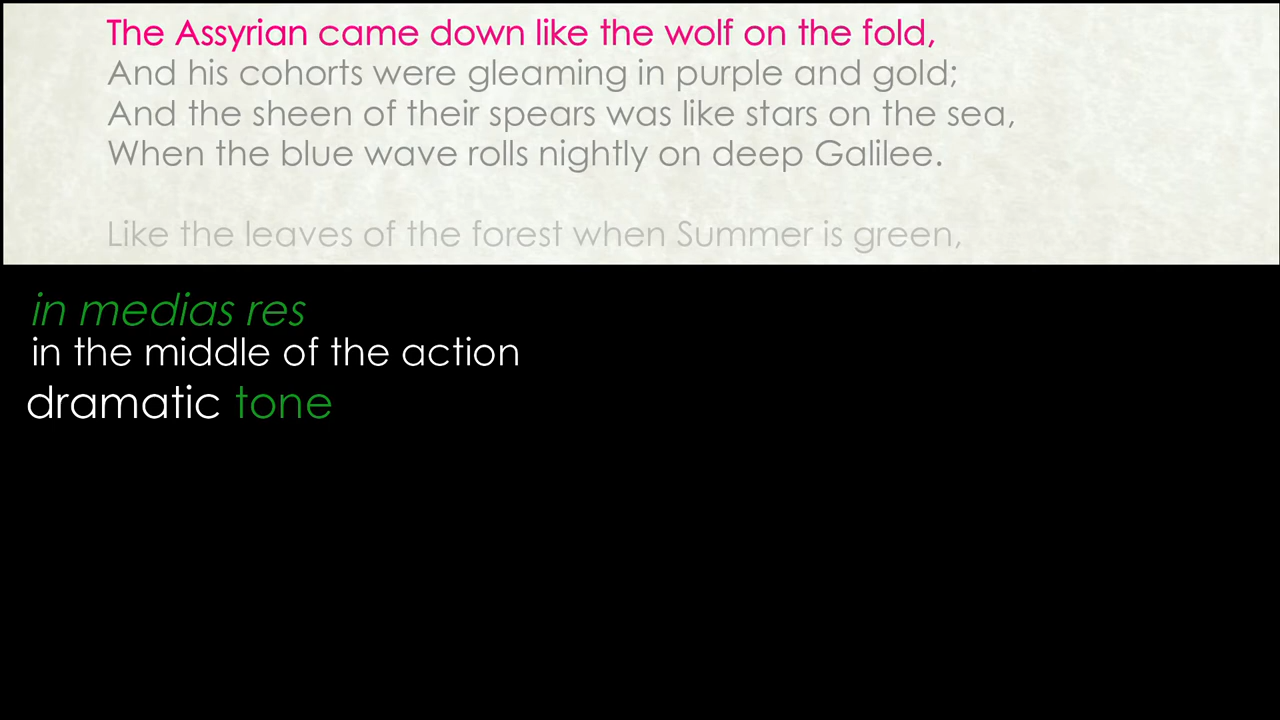 The Assyrian came down like the wolf on the fold,
And his cohorts were gleaming in purple and gold;
And the sheen of their spears was like stars on the sea,
When the blue wave rolls nightly on deep Galilee.
Like the leaves of the forest when Summer is green,
in medias res
in the middle of the action
dramatic tone